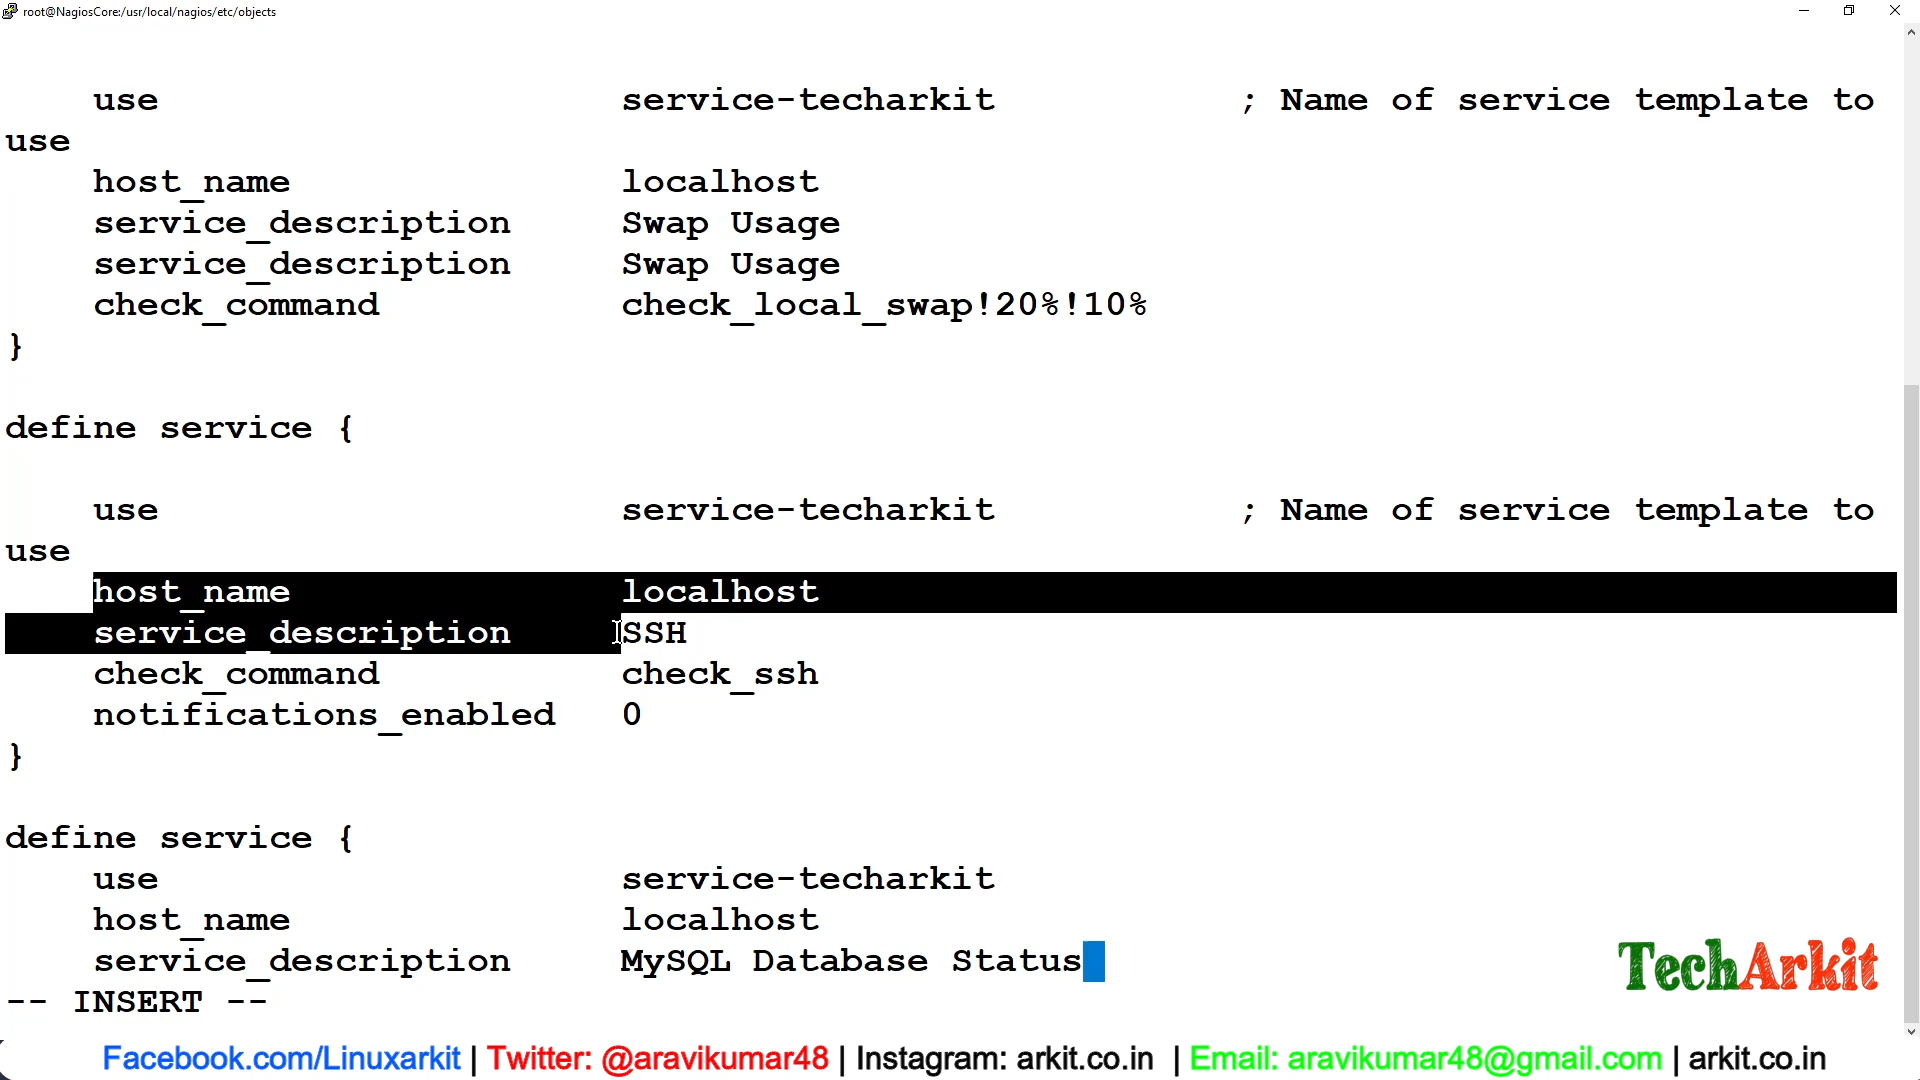 root@NagiosCore:/usr/local/nagios/etc/objects
use service-techarkit ; Name of service template to
use
host_name localhost
service_description Swap Usage
service_description Swap Usage
check_command check_local_swap!20%!10%
}
define service {
use service-techarkit ; Name of service template to
use
host_name localhost
service_description SSH
check_command check_ssh
notifications_enabled 0
}
define service {
use service-techarkit
host_name localhost
service_description MySQL Database Status
-- INSERT --
TechArkit
Facebook.com/Linuxarkit | Twitter: @aravikumar48 | Instagram: arkit.co.in | Email: aravikumar48@gmail.com | arkit.co.in